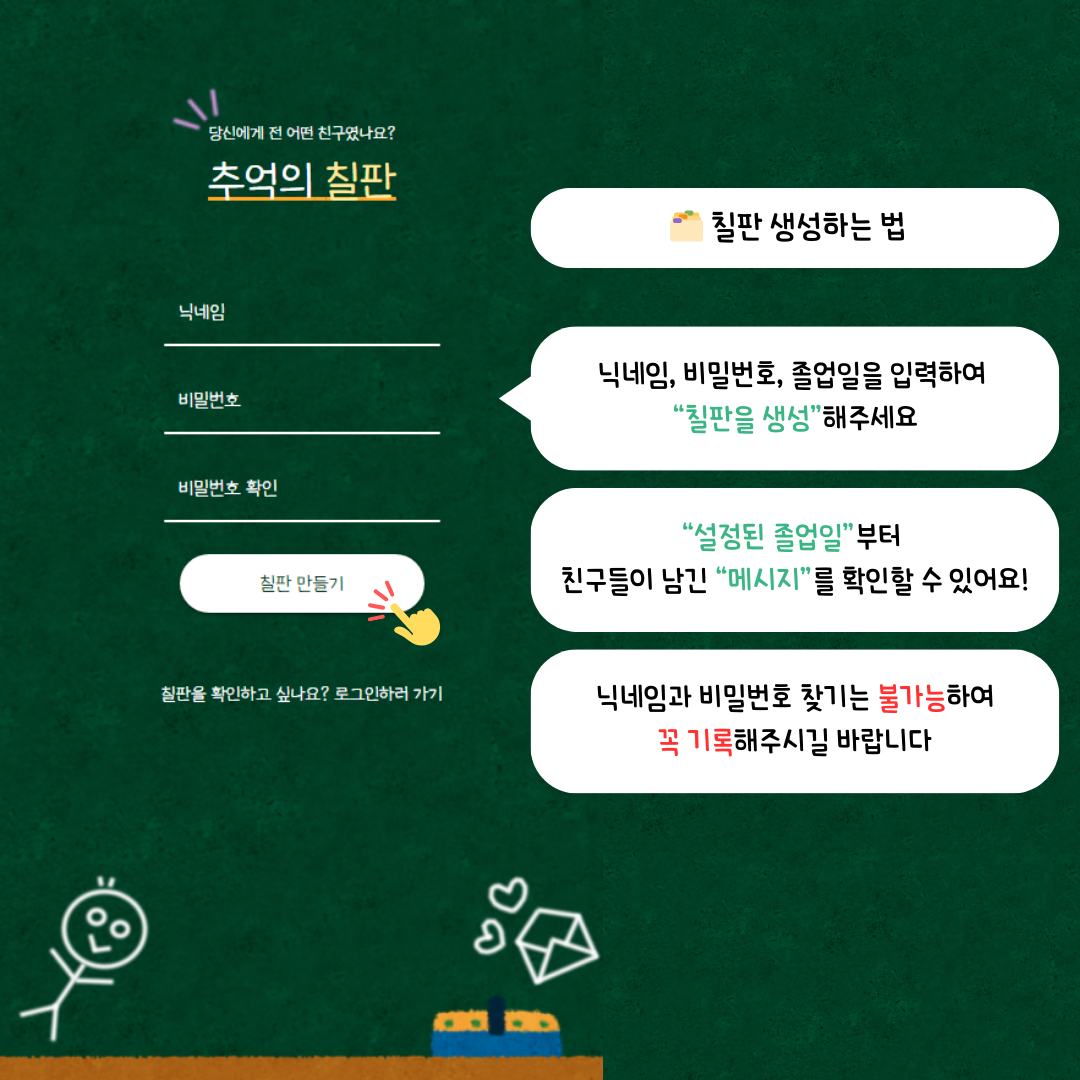 당신에게 전 어떤 친구였나요?
추억의 칠판
닉네임
비밀번호
비밀번호 확인
칠판 만들기
칠판을 확인하고 싶나요? 로그인하러 가기
칠판 생성하는 법
닉네임, 비밀번호, 졸업일을 입력하여
“칠판을 생성”해주세요
“설정된 졸업일”부터
친구들이 남긴 “메시지”를 확인할 수 있어요!
닉네임과 비밀번호 찾기는 불가능하여
꼭 기록해주시길 바랍니다